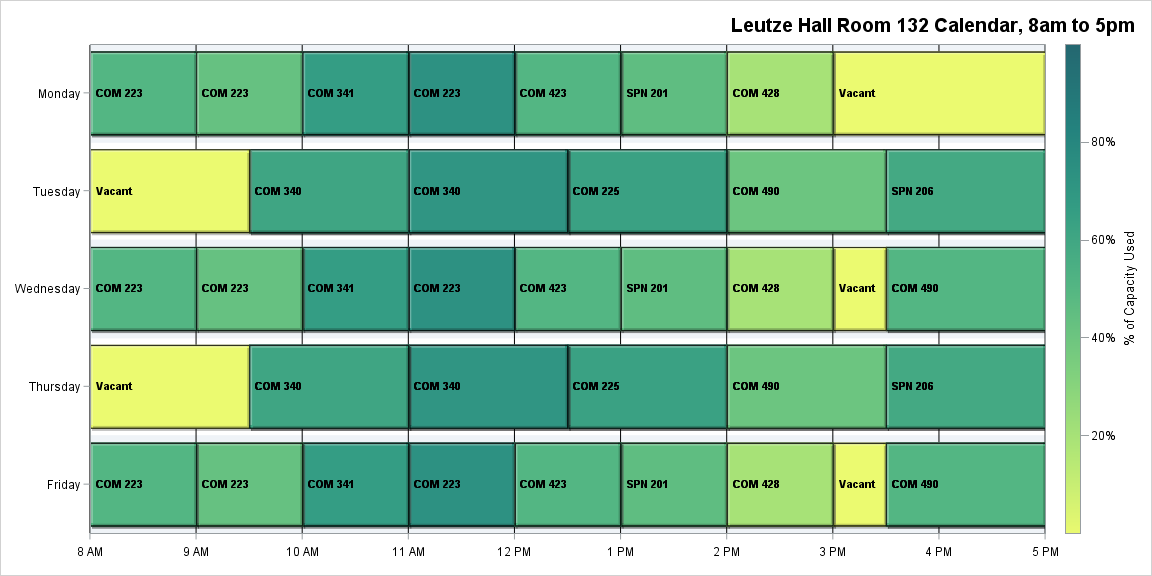 Leutze Hall Room 132 Calendar, 8am to 5pm
Monday COM 223 COM 223 COM 341 COM 223 COM 423 SPN 201 COM 428 Vacant
80%
Tuesday Vacant COM 340 COM 340 COM 225 COM 490 SPN 206
60%
% of Capacity Used
Wednesday COM 223 COM 223 COM 341 COM 223 COM 423 SPN 201 COM 428 Vacant COM 490
40%
Thursday Vacant COM 340 COM 340 COM 225 COM 490 SPN 206
20%
Friday COM 223 COM 223 COM 341 COM 223 COM 423 SPN 201 COM 428 Vacant COM 490
8 AM 9 AM 10 AM 11 AM 12 PM 1 PM 2 PM 3 PM 4 PM 5 PM